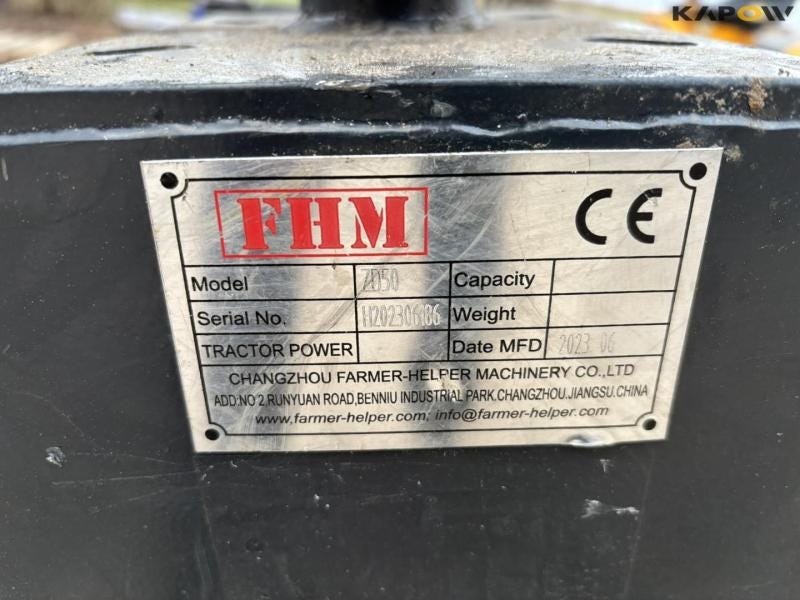 KAPOW
FHM CE
Model ZD50 Capacity
Serial No. Weight
TRACTOR POWER Date MFD 2023 06
CHANGZHOU FARMER-HELPER MACHINERY CO.,LTD
ADD:NO 2,RUNYUAN ROAD,BENNIU INDUSTRIAL PARK.CHANGZHOU.JIANGSU.CHINA
www.farmer-helper.com, info@farmer-helper.com